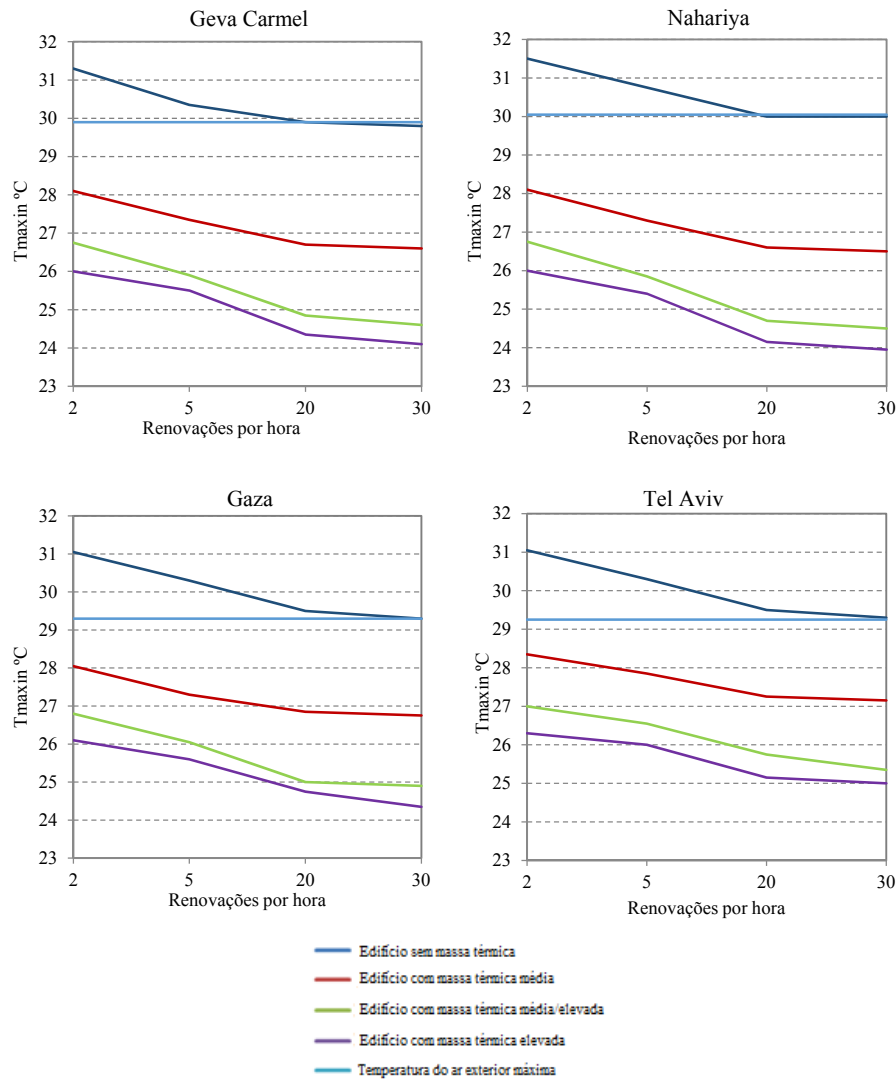 Geva Carmel
32
31
30
29
28
27
26
25
24
23
Tmaxin ºC
2 5 20 30
Renovações por hora
Nahariya
32
31
30
29
28
27
26
25
24
23
Tmaxin ºC
2 5 20 30
Renovações por hora
Gaza
32
31
30
29
28
27
26
25
24
23
Tmaxin ºC
2 5 20 30
Renovações por hora
Tel Aviv
32
31
30
29
28
27
26
25
24
23
Tmaxin ºC
2 5 20 30
Renovações por hora
Edifício sem massa térmica
Edifício com massa térmica média
Edifício com massa térmica média/elevada
Edifício com massa térmica elevada
Temperatura do ar exterior máxima